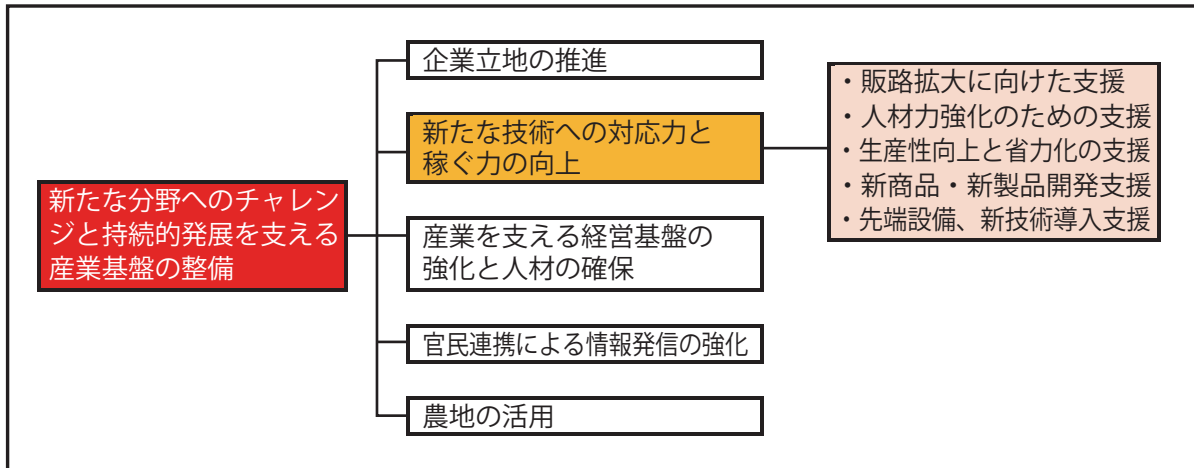 新たな分野へのチャレン
ジと持続的発展を支える
産業基盤の整備
企業立地の推進
新たな技術への対応力と
稼ぐ力の向上
産業を支える経営基盤の
強化と人材の確保
官民連携による情報発信の強化
農地の活用
・販路拡大に向けた支援
・人材力強化のための支援
・生産性向上と省力化の支援
・新商品・新製品開発支援
・先端設備、新技術導入支援